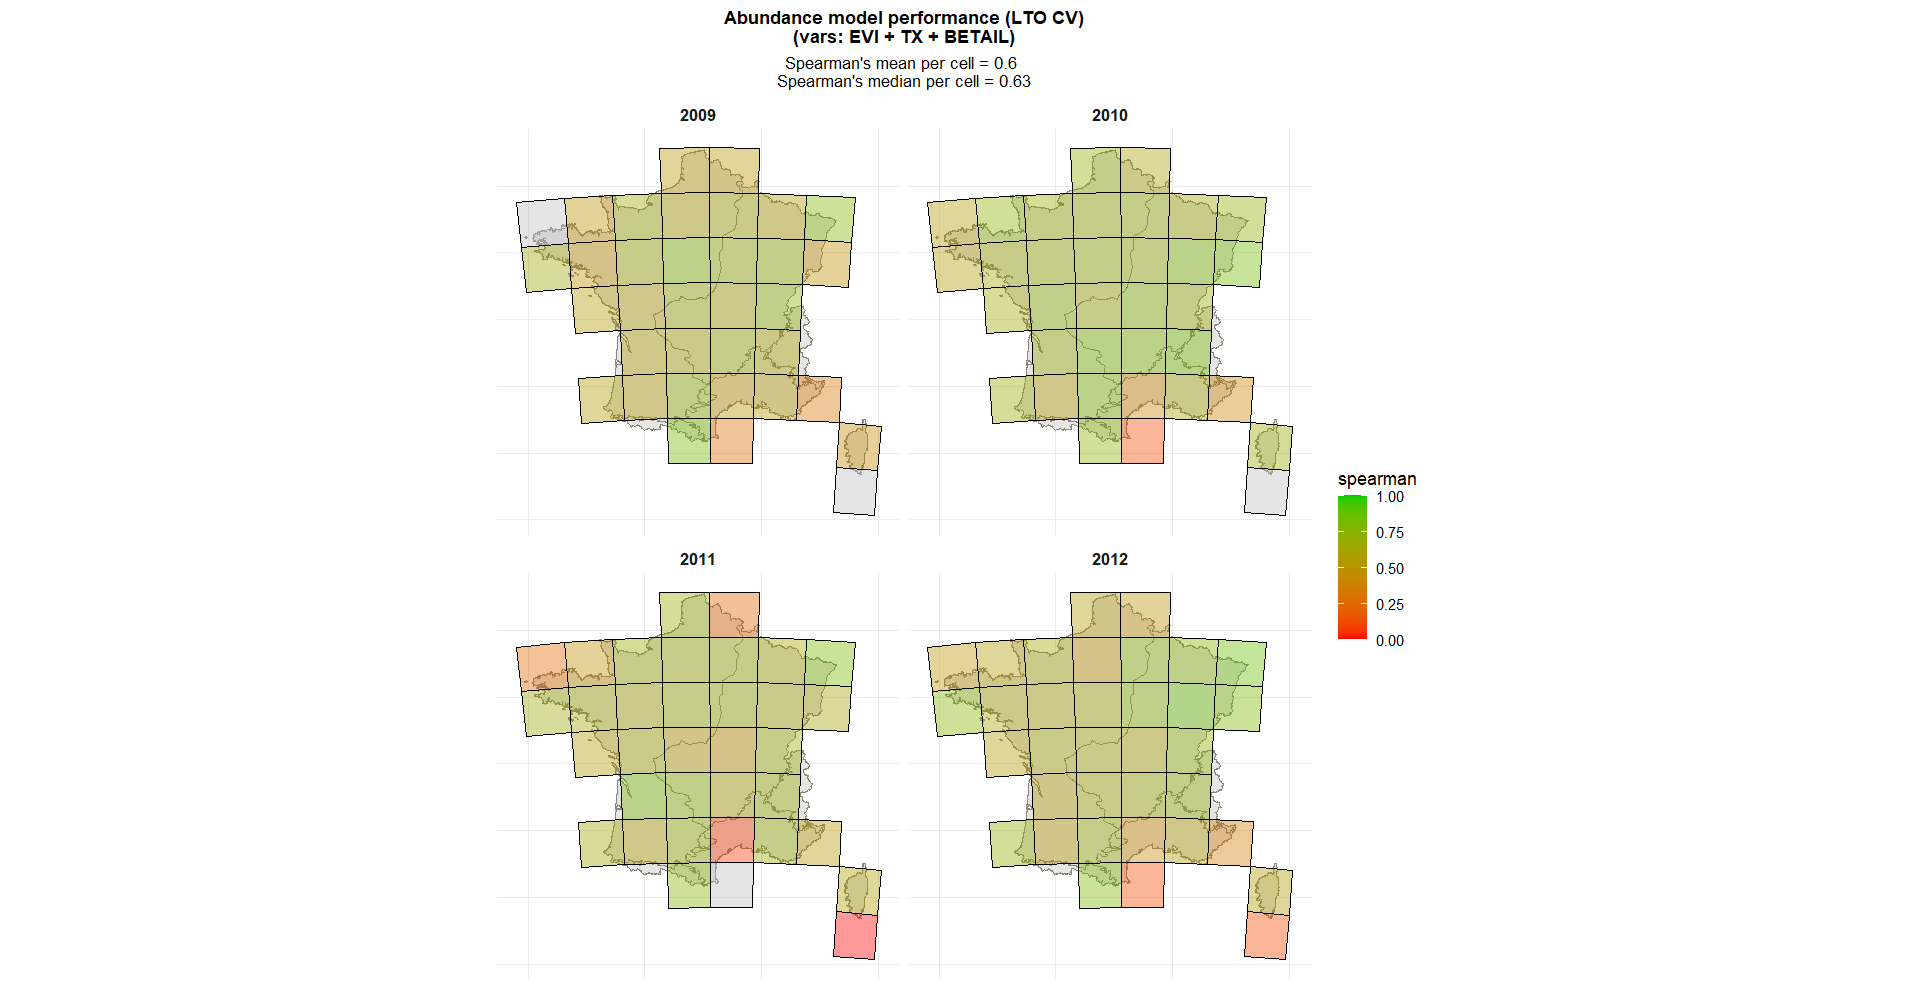 Abundance model performance (LTO CV)
(vars: EVI + TX + BETAIL)
Spearman's mean per cell = 0.6
Spearman's median per cell = 0.63
2009
2010
2011
2012
spearman
1.00
0.75
0.50
0.25
0.00